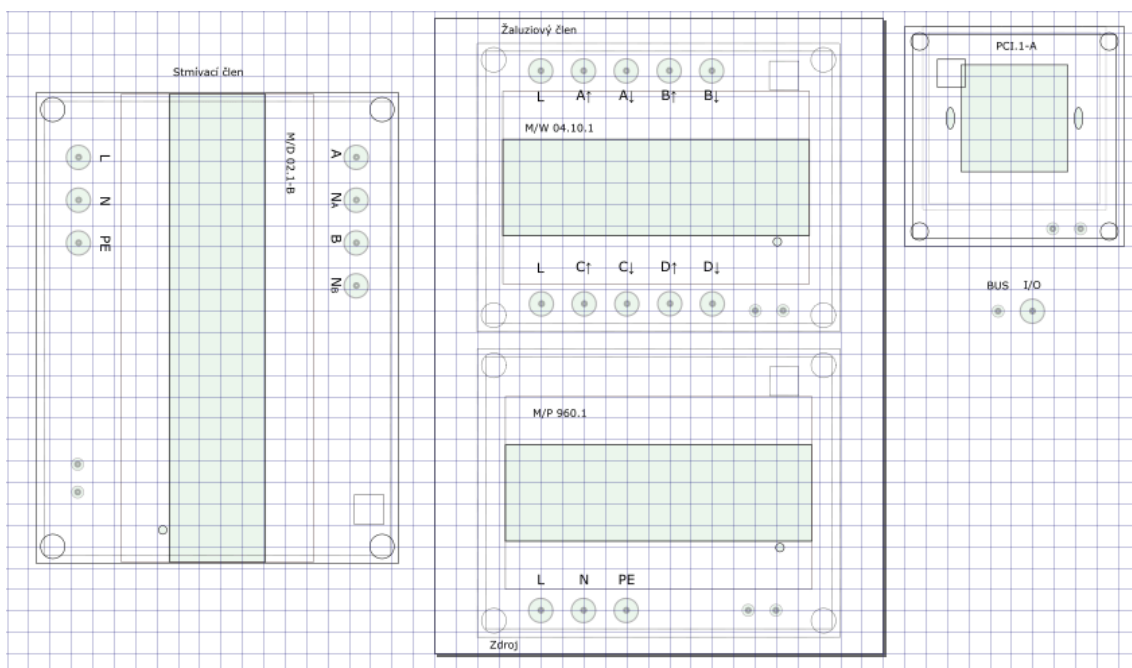 Stmívací člen
M/D 02.1-B
L
N
PE
A
NA
B
NB
Žaluziový člen
L A↑ A↓ B↑ B↓
M/W 04.10.1
L C↑ C↓ D↑ D↓
M/P 960.1
L N PE
Zdroj
PCI.1-A
BUS I/O